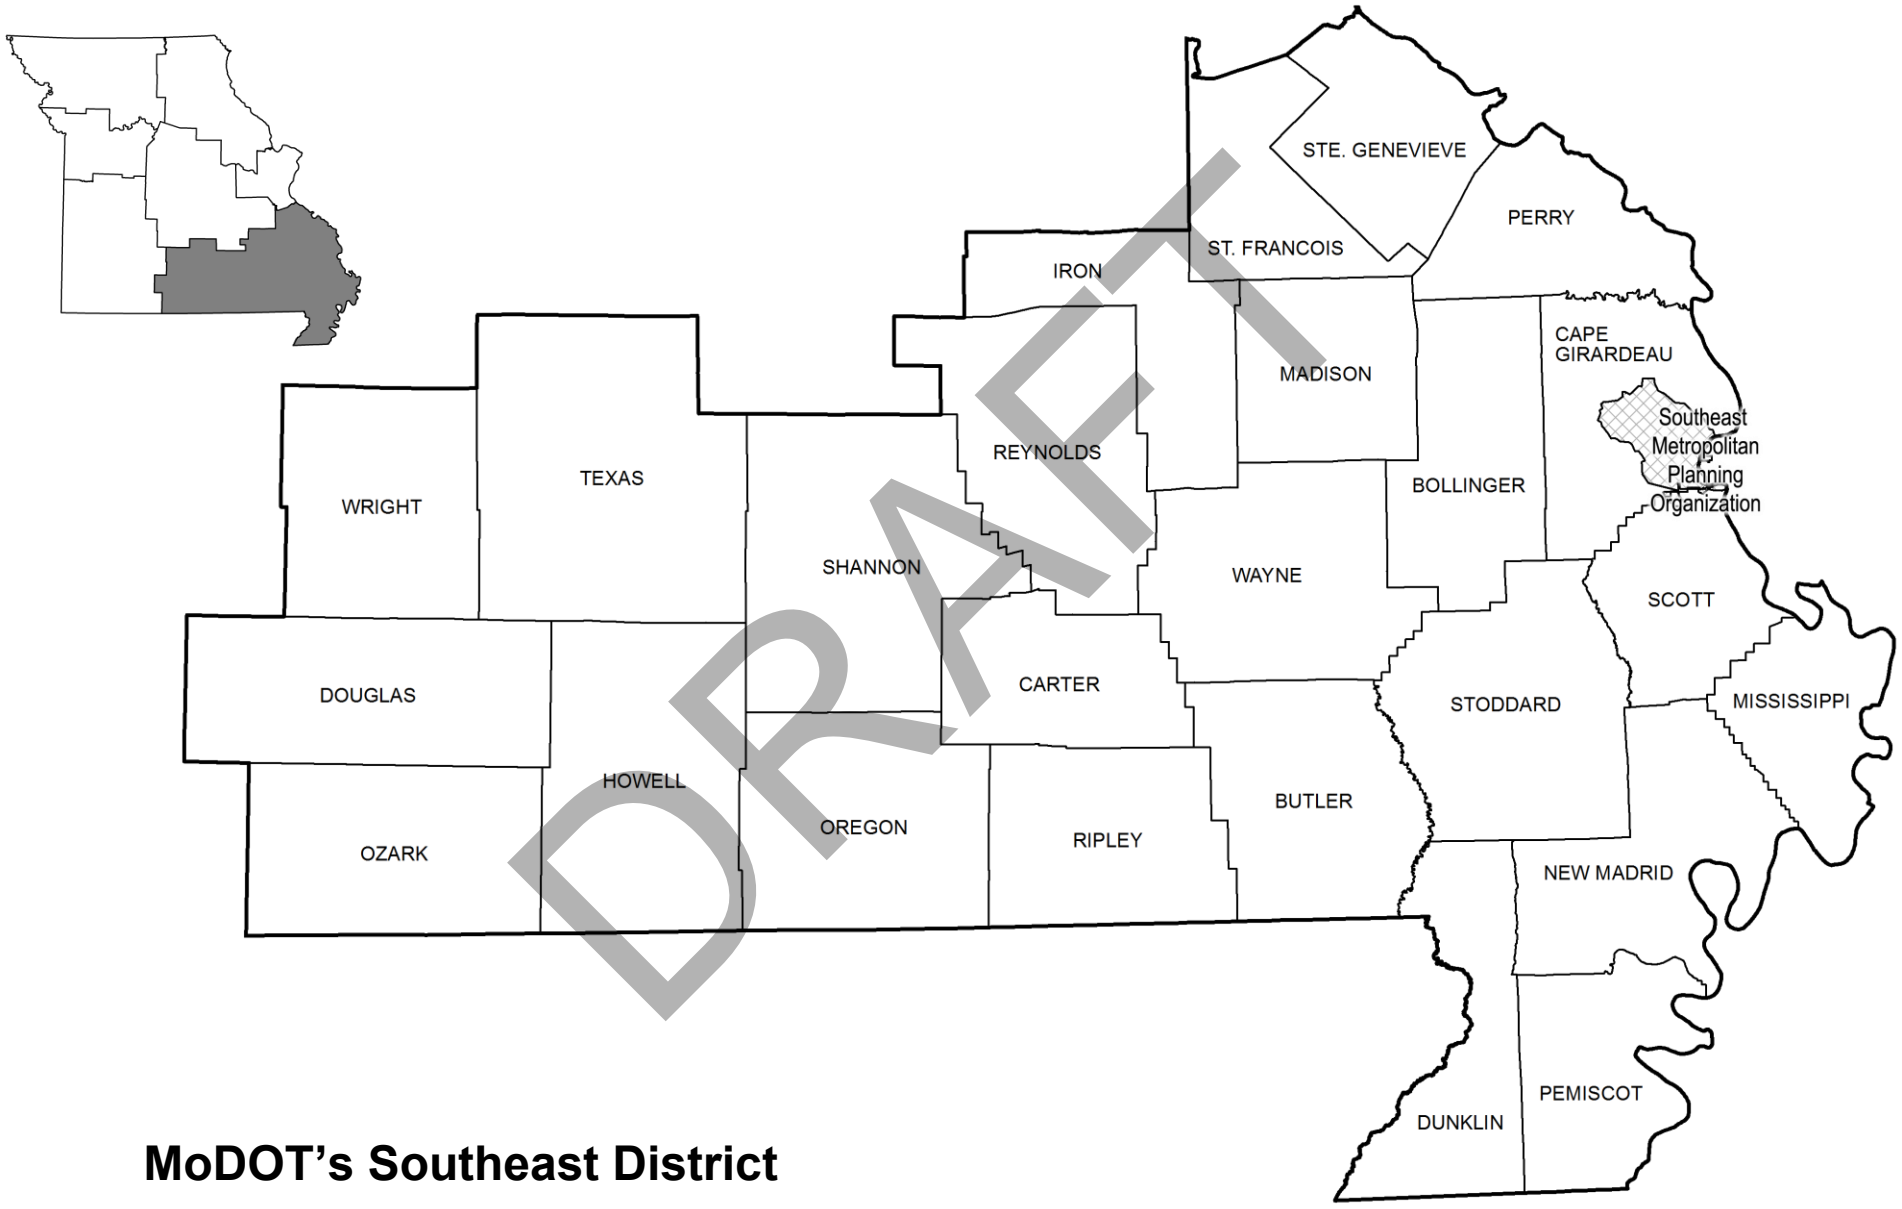 STE. GENEVIEVE
PERRY
ST. FRANCOIS
IRON
CAPE
GIRARDEAU
MADISON
Southeast
Metropolitan
Planning
Organization
REYNOLDS
TEXAS
BOLLINGER
WRIGHT
SHANNON
WAYNE
SCOTT
CARTER
DOUGLAS
STODDARD
MISSISSIPPI
HOWELL
BUTLER
OREGON
RIPLEY
OZARK
NEW MADRID
PEMISCOT
DUNKLIN
DRAFT
MoDOT’s Southeast District